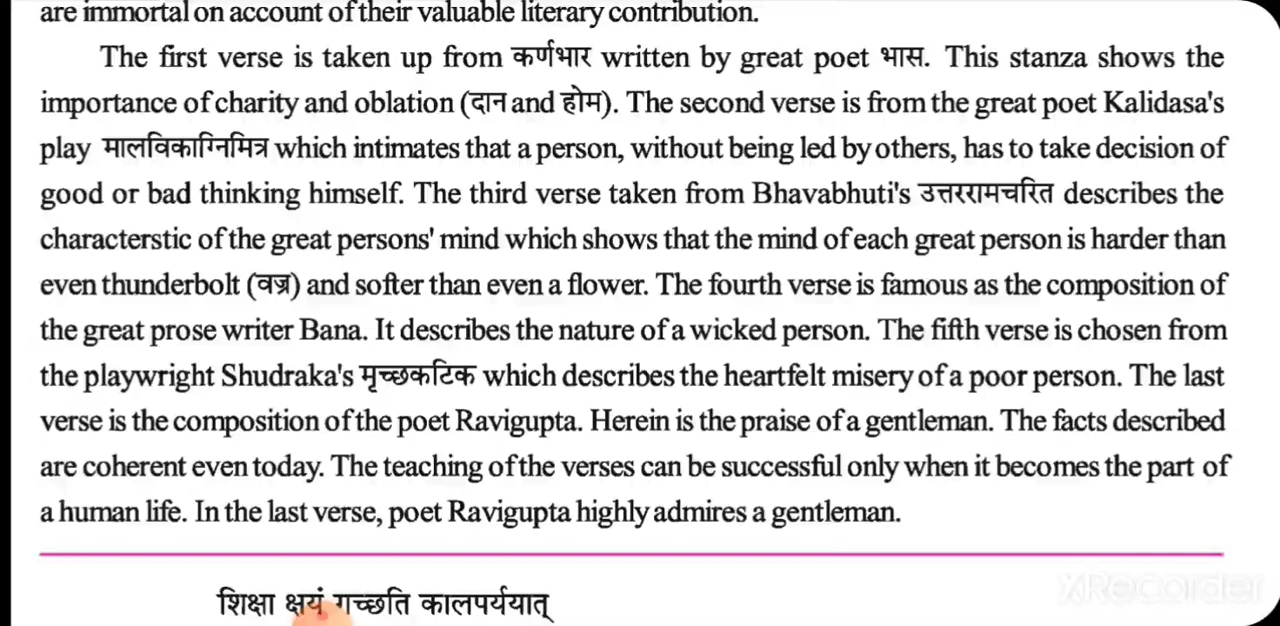 are immortal on account of their valuable literary contribution.
The first verse is taken up from कर्णभार written by great poet भास. This stanza shows the
importance of charity and oblation (दान and होम). The second verse is from the great poet Kalidasa's
play मालविकाग्निमित्र which intimates that a person, without being led by others, has to take decision of
good or bad thinking himself. The third verse taken from Bhavabhuti's उत्तररामचरित describes the
characterstic of the great persons' mind which shows that the mind of each great person is harder than
even thunderbolt (वज्र) and softer than even a flower. The fourth verse is famous as the composition of
the great prose writer Bana. It describes the nature of a wicked person. The fifth verse is chosen from
the playwright Shudraka's मृच्छकटिक which describes the heartfelt misery of a poor person. The last
verse is the composition of the poet Ravigupta. Herein is the praise of a gentleman. The facts described
are coherent even today. The teaching of the verses can be successful only when it becomes the part of
a human life. In the last verse, poet Ravigupta highly admires a gentleman.
शिक्षा क्षयं गच्छति कालपर्ययात्
XRecorder